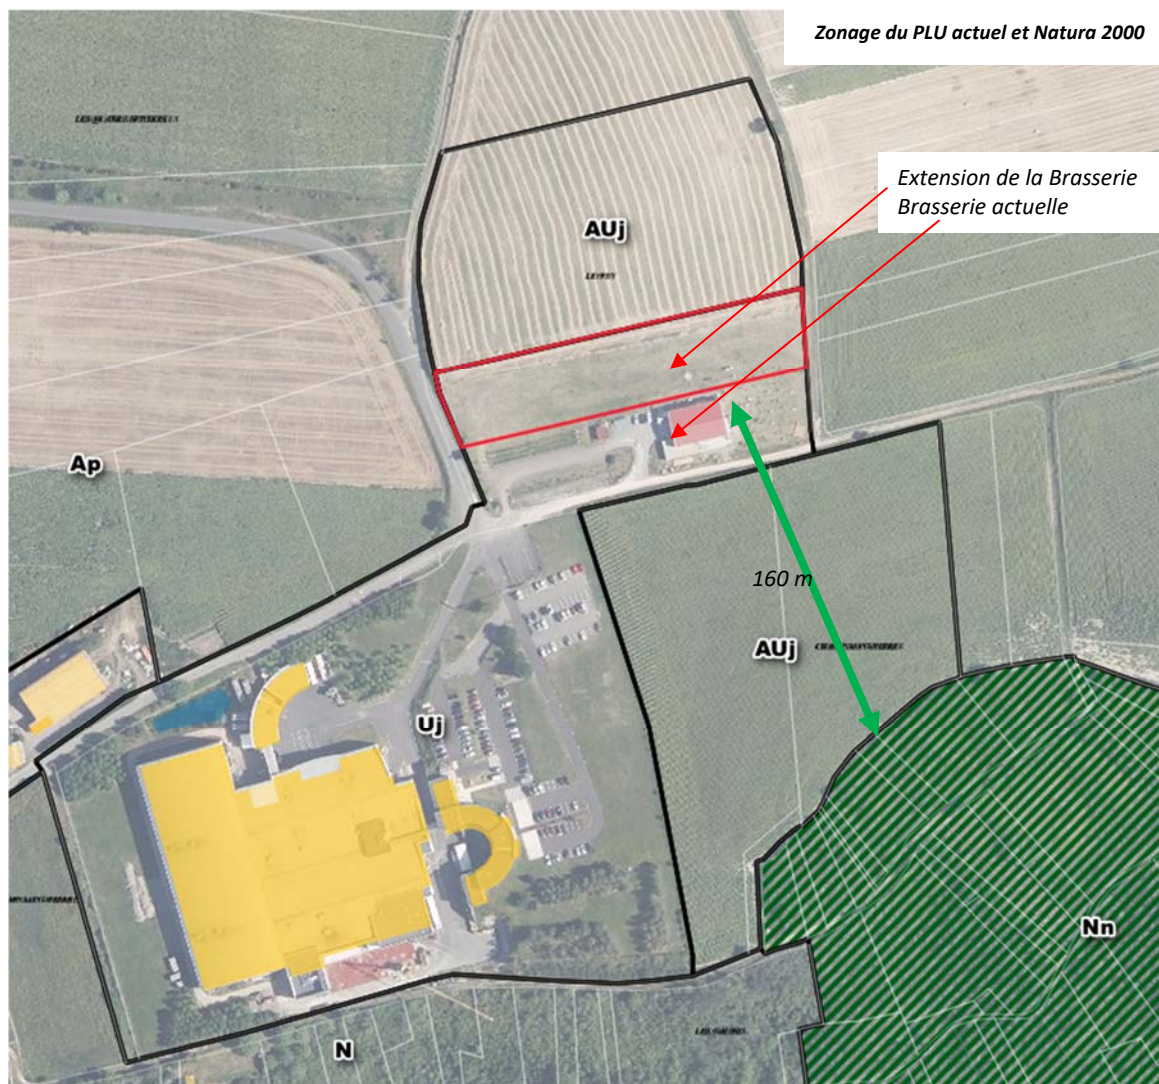 Zonage du PLU actuel et Natura 2000
Extension de la Brasserie
Brasserie actuelle
AUj
Ap
160 m
AUj
Uj
Nn
N